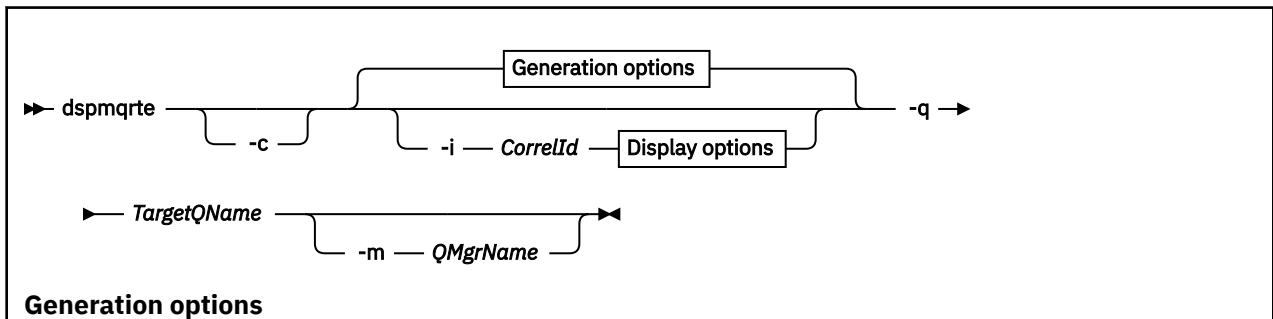 Generation options
dspmqrte -q
-c
-i CorrelId Display options
TargetQName
-m QMgrName
Generation options